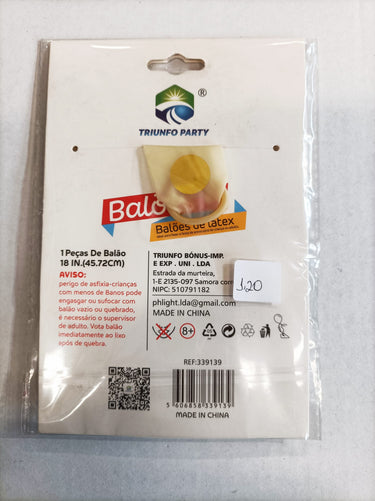 ®
TRIUNFO PARTY
Balões de latex
1 Peças De Balão
18 IN.(45.72CM)
AVISO:
perigo de asfixia-crianças
com menos de 8anos pode
engasgar ou sufocar com
balão vazio ou quebrado,
é necessário o supervisor
de adulto. Vota balão
imediatamente ao lixo
após de quebra.
TRIUNFO BÓNUS-IMP.
E EXP . UNI . LDA
Estrada da murteira,
1-E 2135-097 Samora
NIPC: 510791182
phlight.lda@gmail.com
MADE IN CHINA
1,20
8+
REF:339139
5 606858 339139
MADE IN CHINA